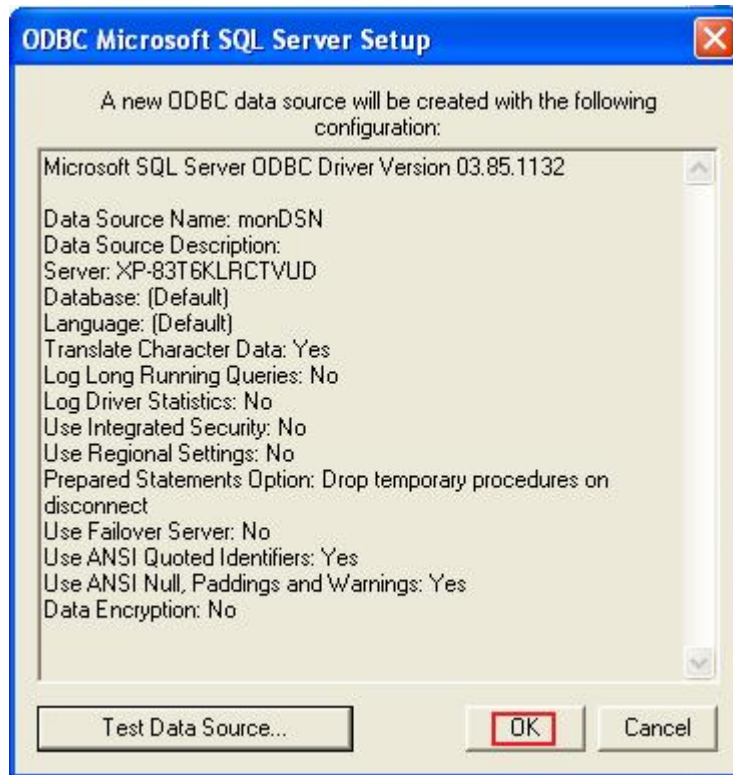 ODBC Microsoft SQL Server Setup
A new ODBC data source will be created with the following
configuration:
Microsoft SQL Server ODBC Driver Version 03.85.1132
Data Source Name: monDSN
Data Source Description:
Server: XP-83T6KLRCTVUD
Database: (Default)
Language: (Default)
Translate Character Data: Yes
Log Long Running Queries: No
Log Driver Statistics: No
Use Integrated Security: No
Use Regional Settings: No
Prepared Statements Option: Drop temporary procedures on
disconnect
Use Failover Server: No
Use ANSI Quoted Identifiers: Yes
Use ANSI Null, Paddings and Warnings: Yes
Data Encryption: No
Test Data Source...
OK
Cancel